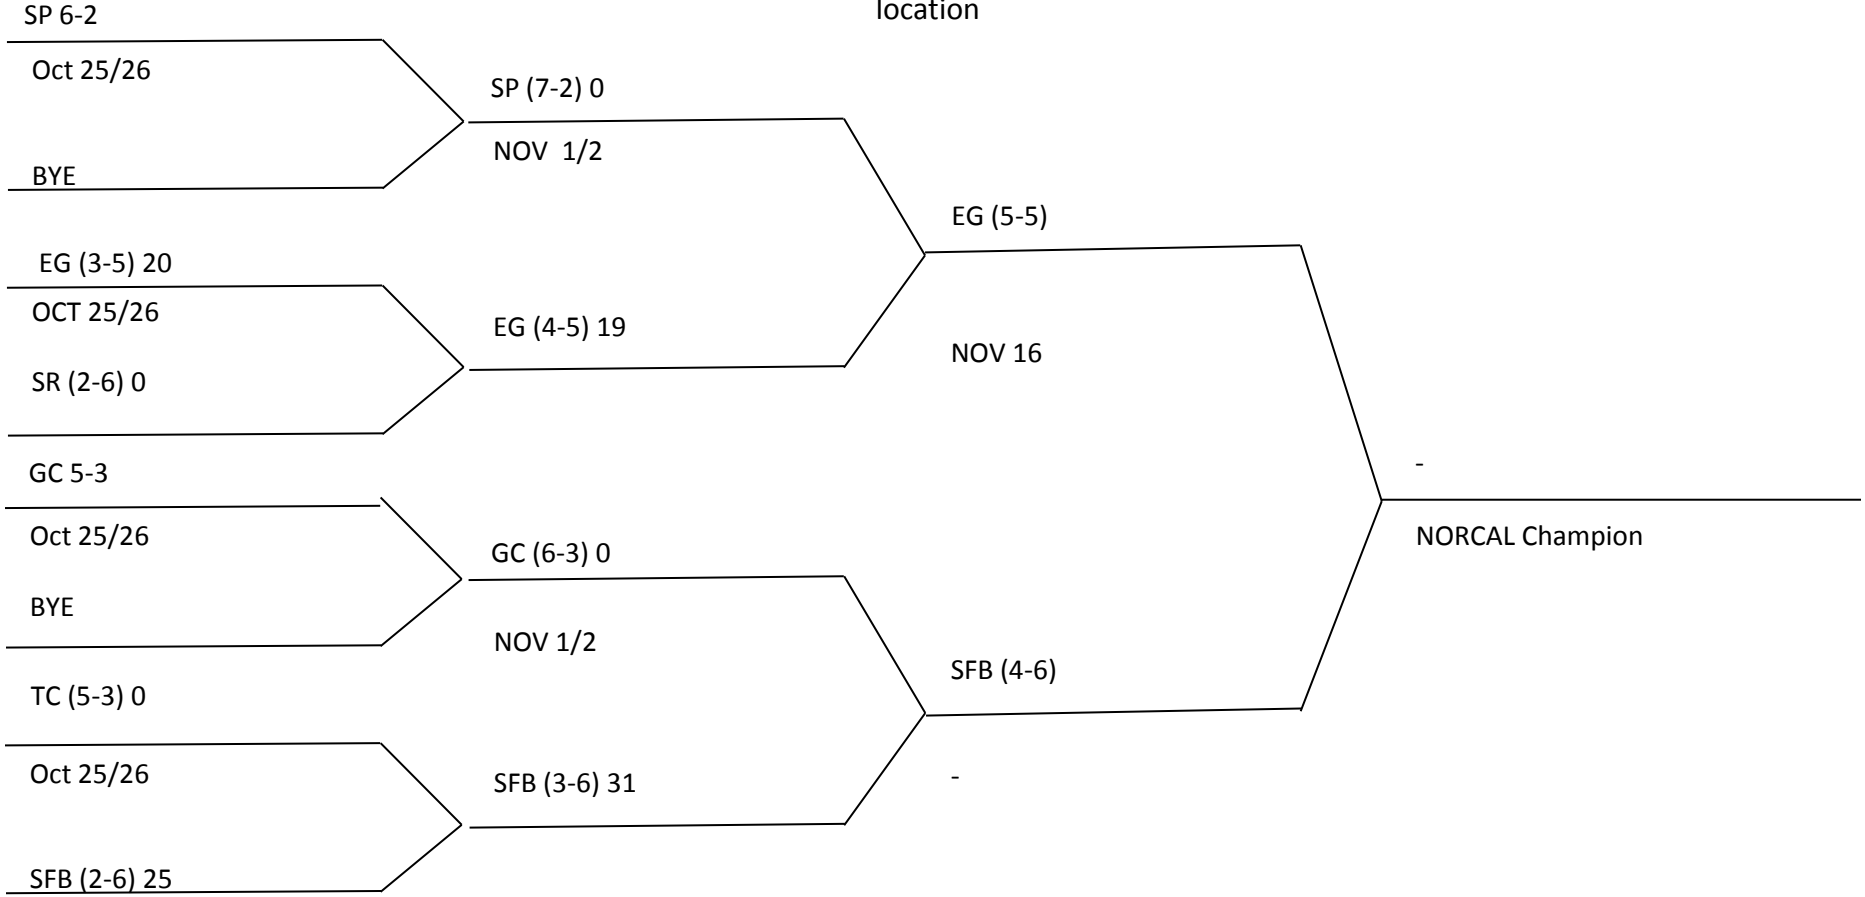 location
SP 6-2
Oct 25/26
BYE
EG (3-5) 20
OCT 25/26
SR (2-6) 0
GC 5-3
Oct 25/26
BYE
TC (5-3) 0
Oct 25/26
SFB (2-6) 25
SP (7-2) 0
NOV 1/2
EG (4-5) 19
GC (6-3) 0
NOV 1/2
SFB (3-6) 31
EG (5-5)
NOV 16
SFB (4-6)
-
-
NORCAL Champion